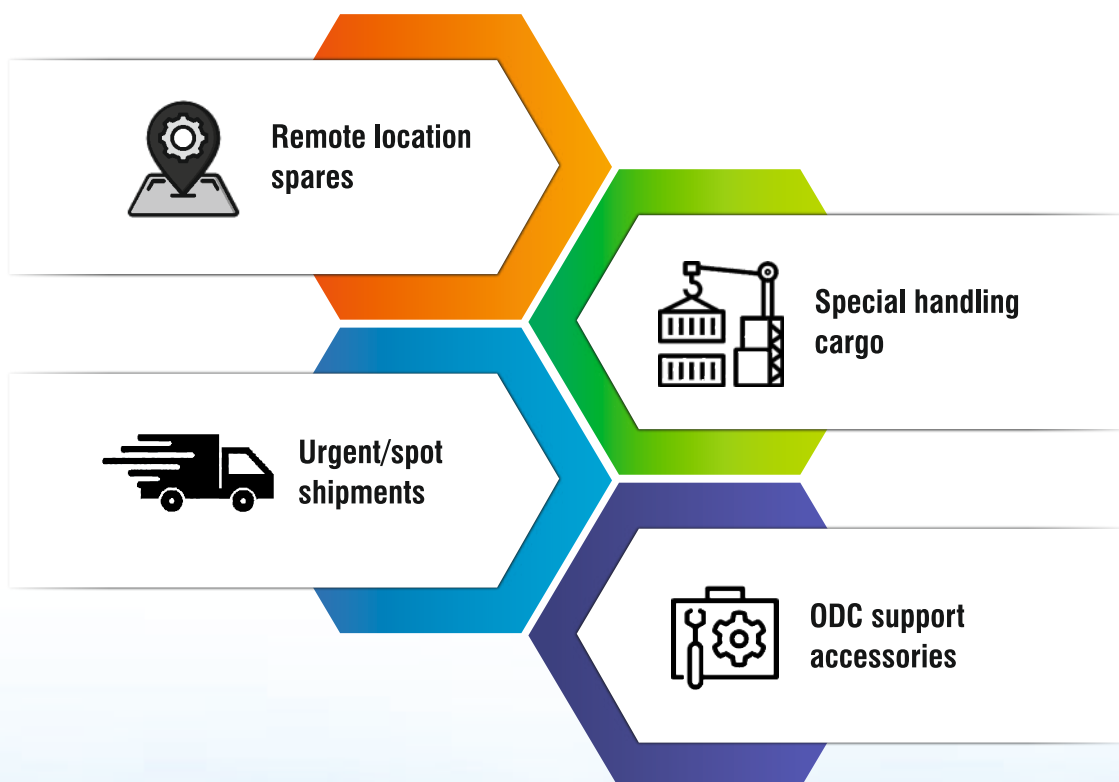 Remote location
spares
Special handling
cargo
Urgent/spot
shipments
ODC support
accessories